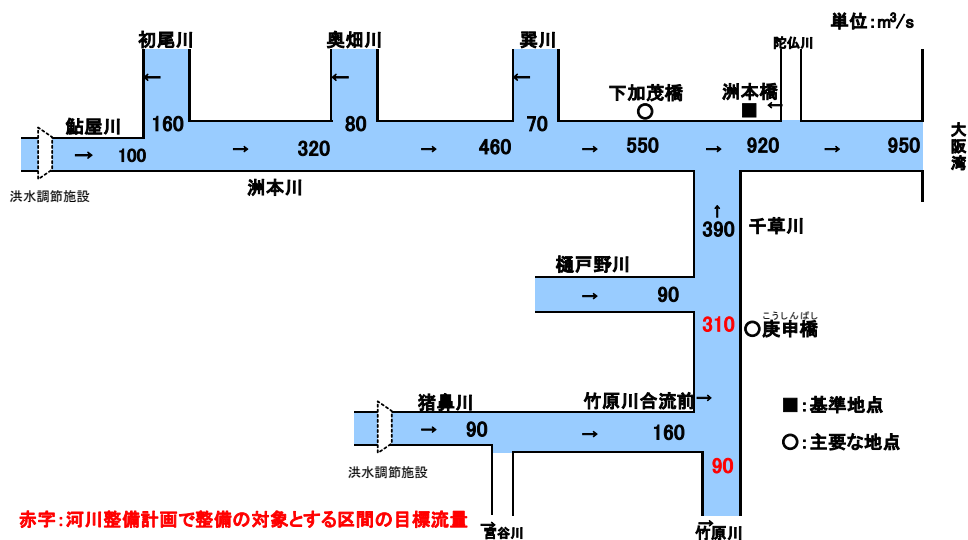 単位：m³/s
初尾川
奥畑川
巽川
陀仏川
下加茂橋
洲本橋
鮎屋川
160
80
70
大阪湾
→ 100
→ 320
→ 460
→ 550
→ 920
→ 950
洪水調節施設
洲本川
390
千草川
樋戸野川
→ 90
310
こうしんばし
庚申橋
猪鼻川
竹原川合流前
■：基準地点
→ 90
→ 160
○：主要な地点
90
洪水調節施設
赤字：河川整備計画で整備の対象とする区間の目標流量
宮谷川
竹原川